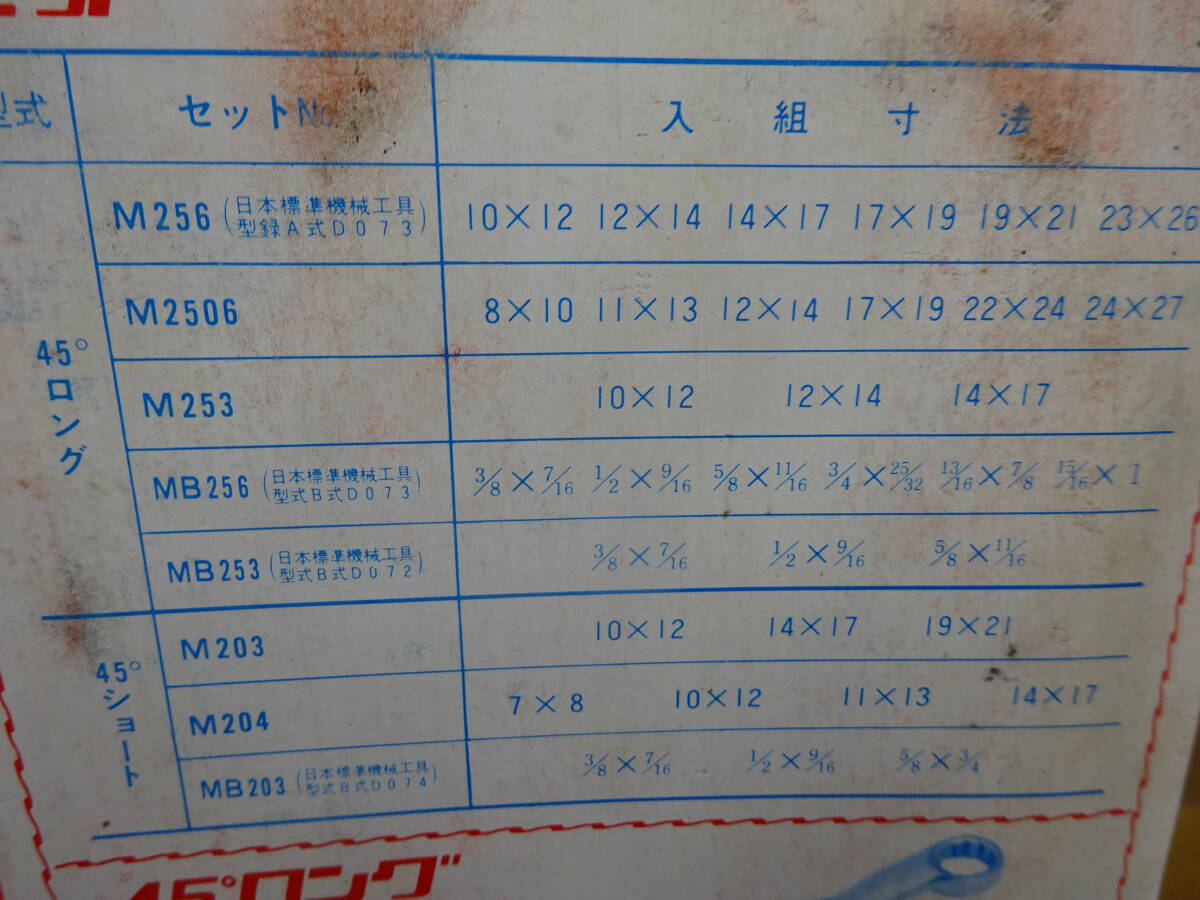 型式 セットNo. 入組寸法
45°ロング
M256 (日本標準機械工具 型録A式D073) 10×12 12×14 14×17 17×19 19×21 23×26
M2506 8×10 11×13 12×14 17×19 22×24 24×27
M253 10×12 12×14 14×17
MB256 (日本標準機械工具 型式B式D073) 3/8×7/16 1/2×9/16 5/8×11/16 3/4×25/32 13/16×7/8 15/16×1
MB253 (日本標準機械工具 型式B式D072) 3/8×7/16 1/2×9/16 5/8×11/16
45°ショート
M203 10×12 14×17 19×21
M204 7×8 10×12 11×13 14×17
MB203 (日本標準機械工具 型式B式D074) 3/8×7/16 1/2×9/16 5/8×3/4
45°ロング